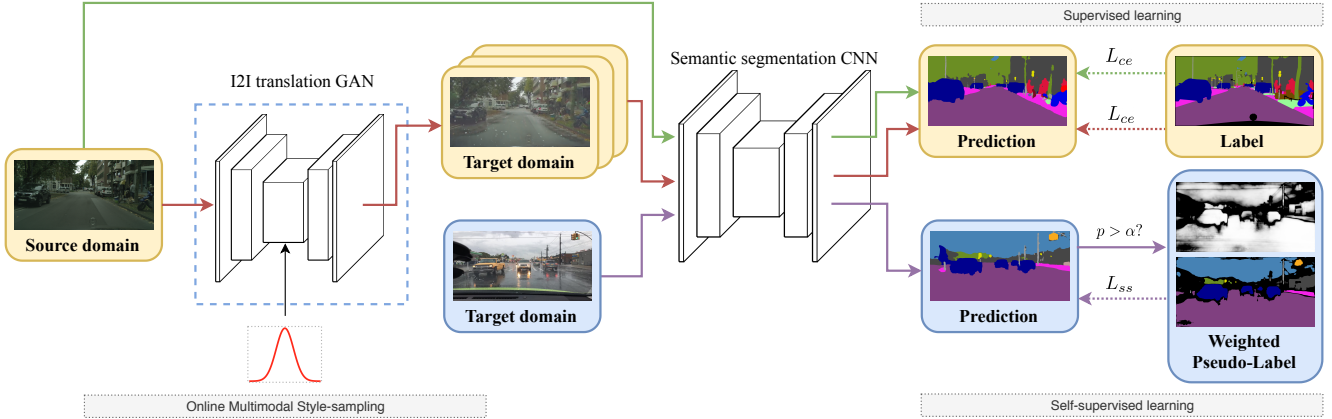 Supervised learning
I2I translation GAN
Semantic segmentation CNN
L_ce
L_ce
Target domain
Prediction
Label
Source domain
p > α?
L_ss
Target domain
Prediction
Weighted
Pseudo-Label
Online Multimodal Style-sampling
Self-supervised learning